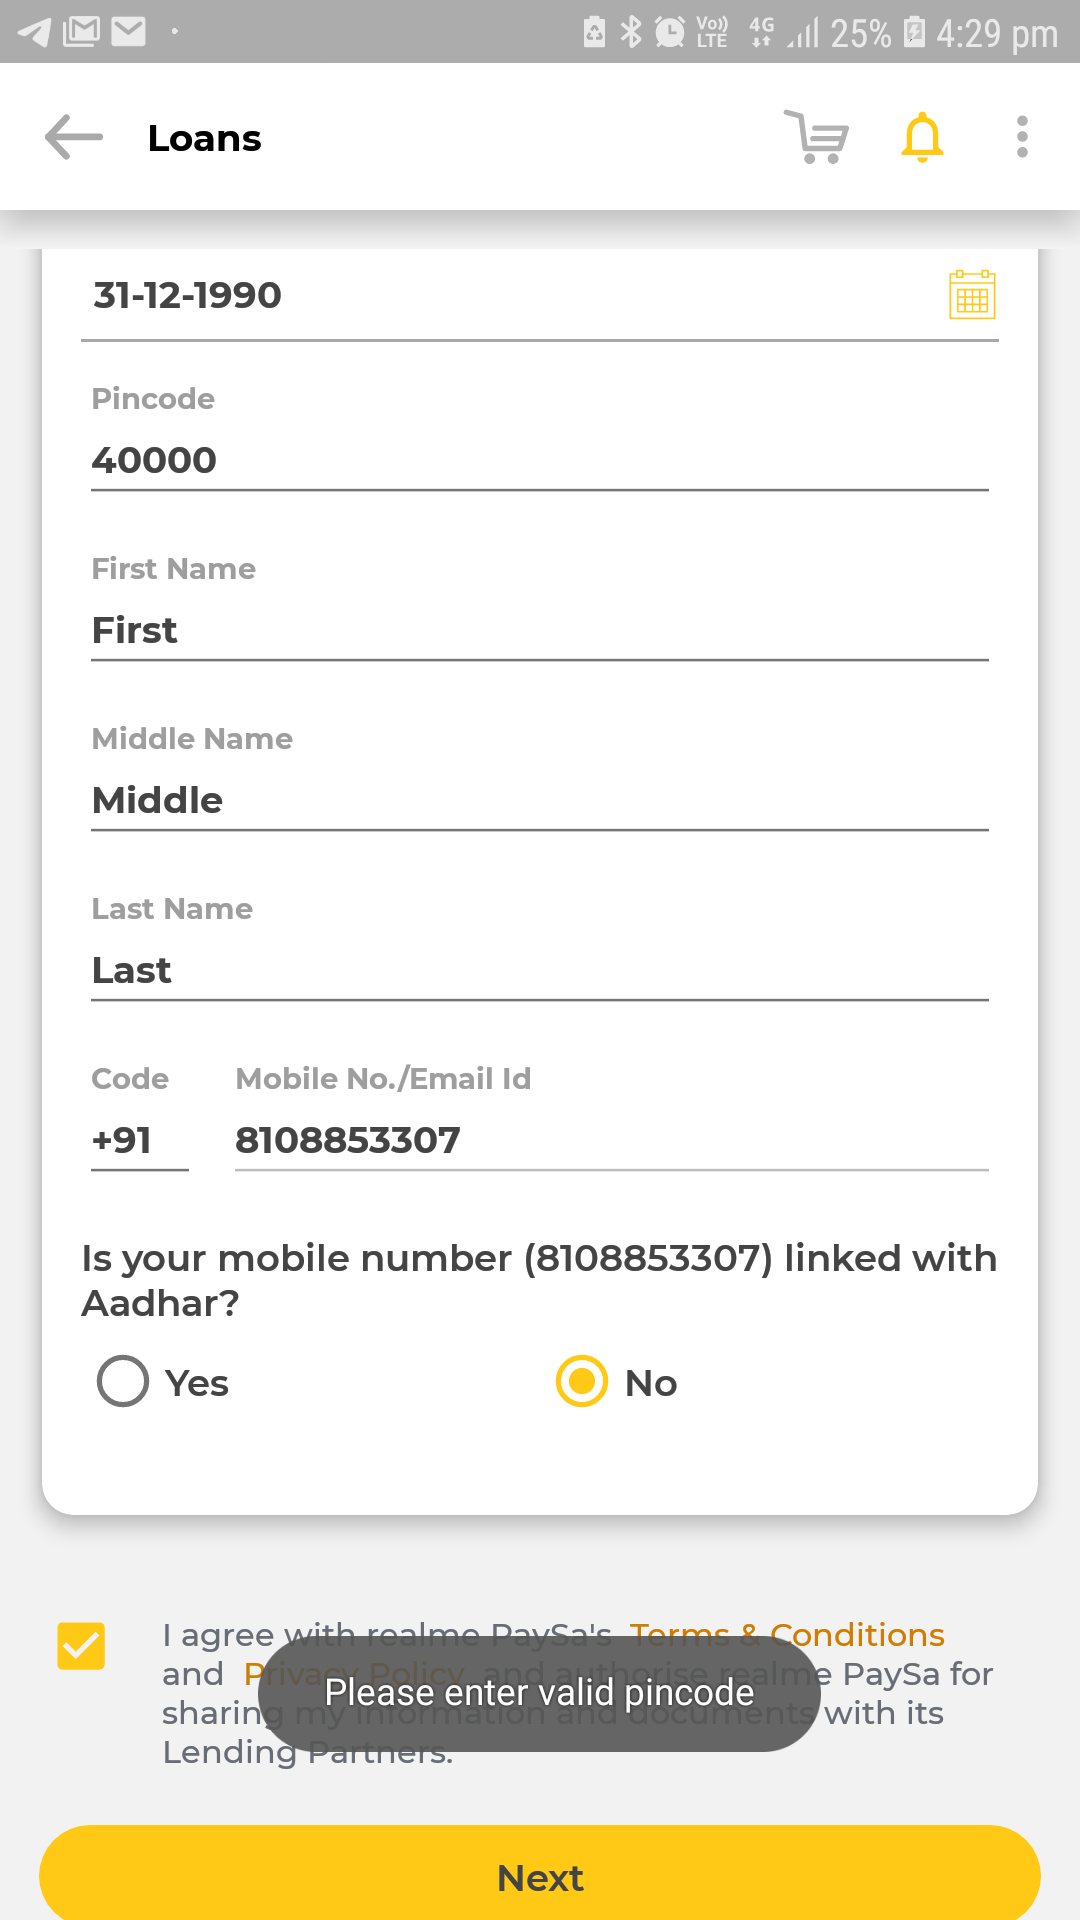 Vo)) LTE 4G 25% 4:29 pm
Loans
31-12-1990
Pincode
40000
First Name
First
Middle Name
Middle
Last Name
Last
Code Mobile No./Email Id
+91 8108853307
Is your mobile number (8108853307) linked with
Aadhar?
Yes No
I agree with realme PaySa's Terms & Conditions
and Privacy Policy and authorise realme PaySa for
sharing my information and documents with its
Lending Partners.
Please enter valid pincode
Next